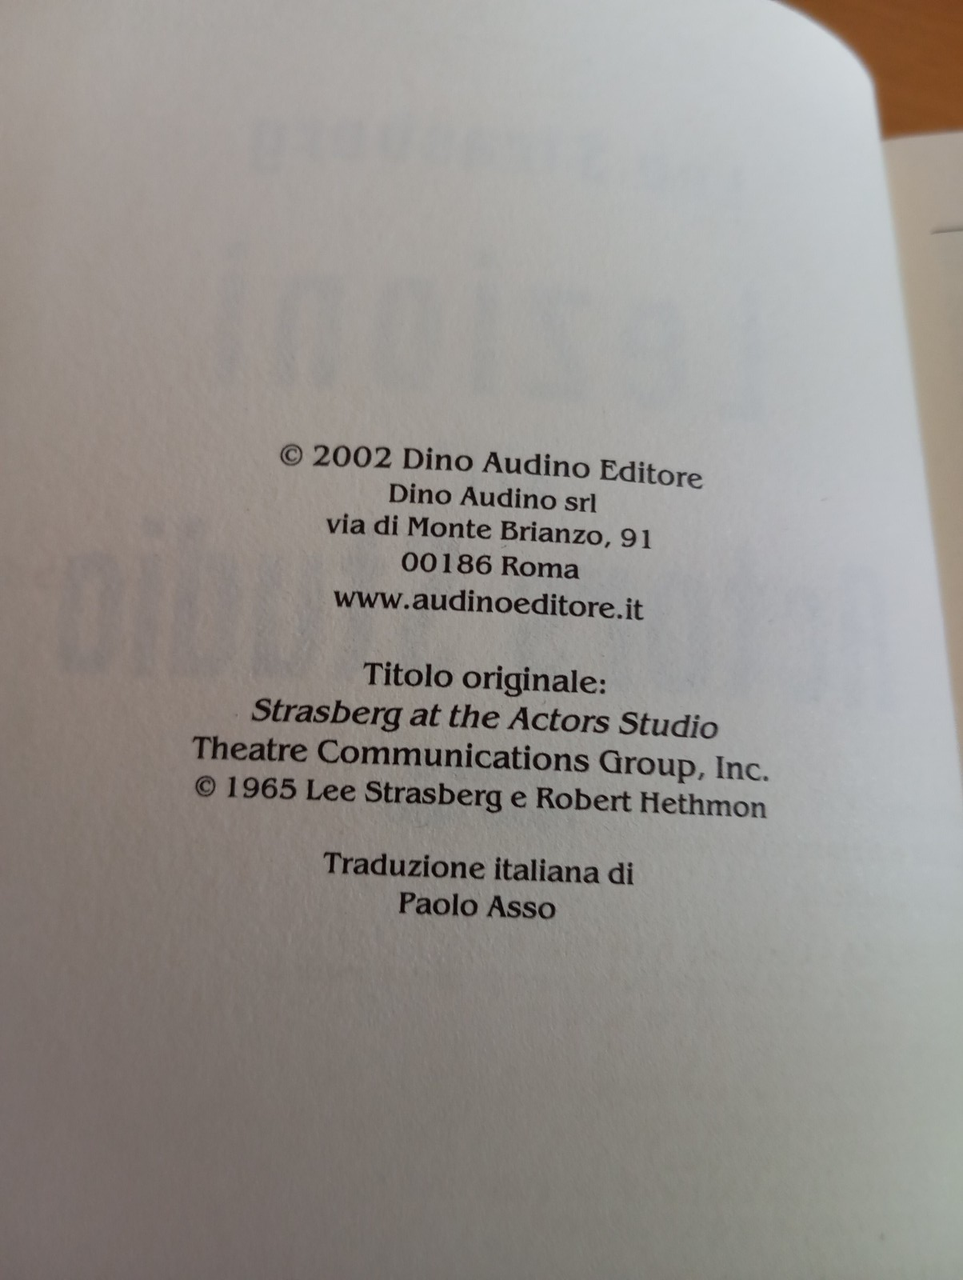 © 2002 Dino Audino Editore
Dino Audino srl
via di Monte Brianzo, 91
00186 Roma
www.audinoeditore.it
Titolo originale:
Strasberg at the Actors Studio
Theatre Communications Group, Inc.
© 1965 Lee Strasberg e Robert Hethmon
Traduzione italiana di
Paolo Asso